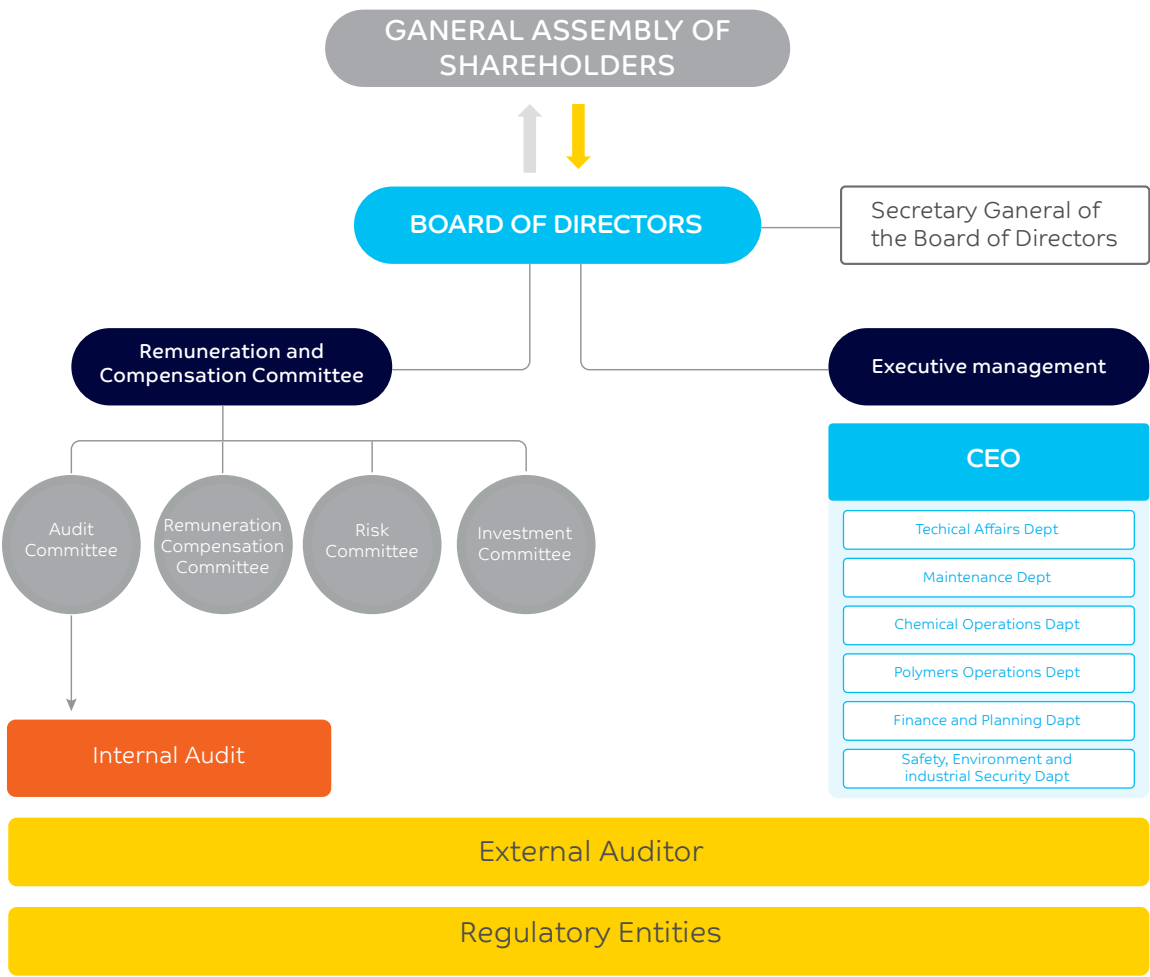 GANERAL ASSEMBLY OF
SHAREHOLDERS
BOARD OF DIRECTORS
Secretary Ganeral of
the Board of Directors
Remuneration and
Compensation Committee
Executive management
CEO
Audit
Committee
Remuneration
Compensation
Committee
Risk
Committee
Investment
Committee
Techical Affairs Dept
Maintenance Dept
Chemical Operations Dapt
Polymers Operations Dept
Finance and Planning Dapt
Safety, Environment and
industrial Security Dapt
Internal Audit
External Auditor
Regulatory Entities